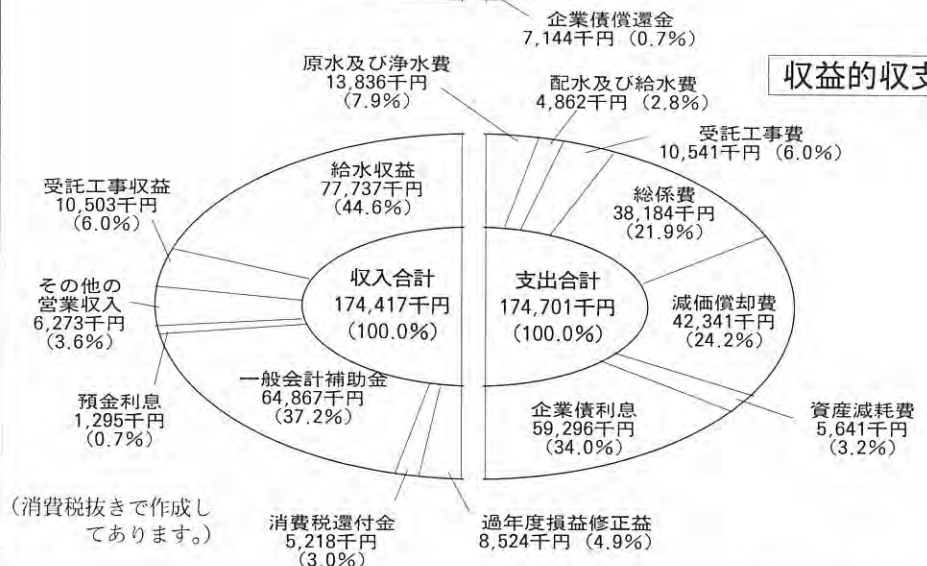 企業債償還金
7,144千円（0.7%）
収益的収支
原水及び浄水費
13,836千円
（7.9%）
配水及び給水費
4,862千円（2.8%）
受託工事費
10,541千円（6.0%）
総係費
38,184千円
（21.9%）
減価償却費
42,341千円
（24.2%）
資産減耗費
5,641千円
（3.2%）
企業債利息
59,296千円
（34.0%）
支出合計
174,701千円
（100.0%）
収入合計
174,417千円
（100.0%）
給水収益
77,737千円
（44.6%）
受託工事収益
10,503千円
（6.0%）
その他の
営業収入
6,273千円
（3.6%）
預金利息
1,295千円
（0.7%）
一般会計補助金
64,867千円
（37.2%）
消費税還付金
5,218千円
（3.0%）
過年度損益修正益
8,524千円（4.9%）
（消費税抜きで作成し
てあります。）